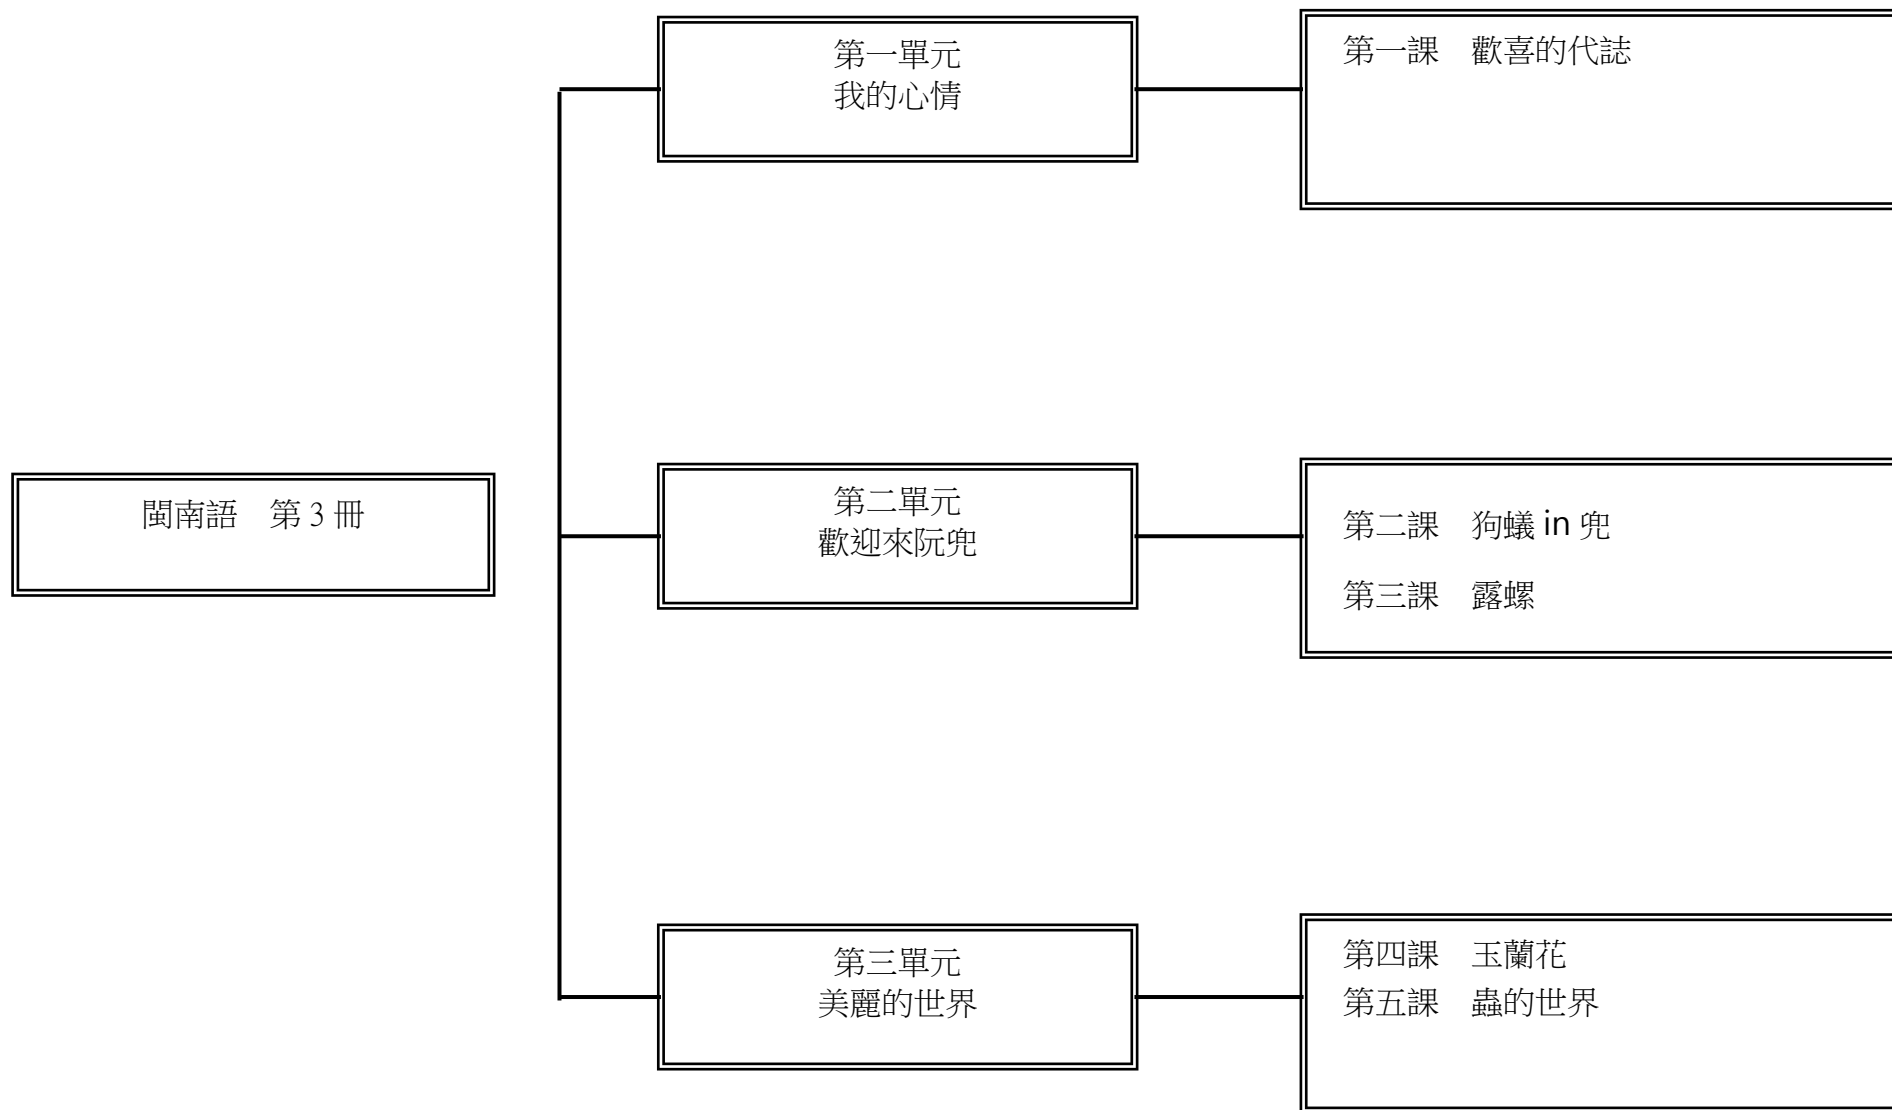 閩南語　第 3 冊
第一單元
我的心情
第一課　歡喜的代誌
第二單元
歡迎來阮兜
第二課　狗蟻 in 兜
第三課　露螺
第三單元
美麗的世界
第四課　玉蘭花
第五課　蟲的世界